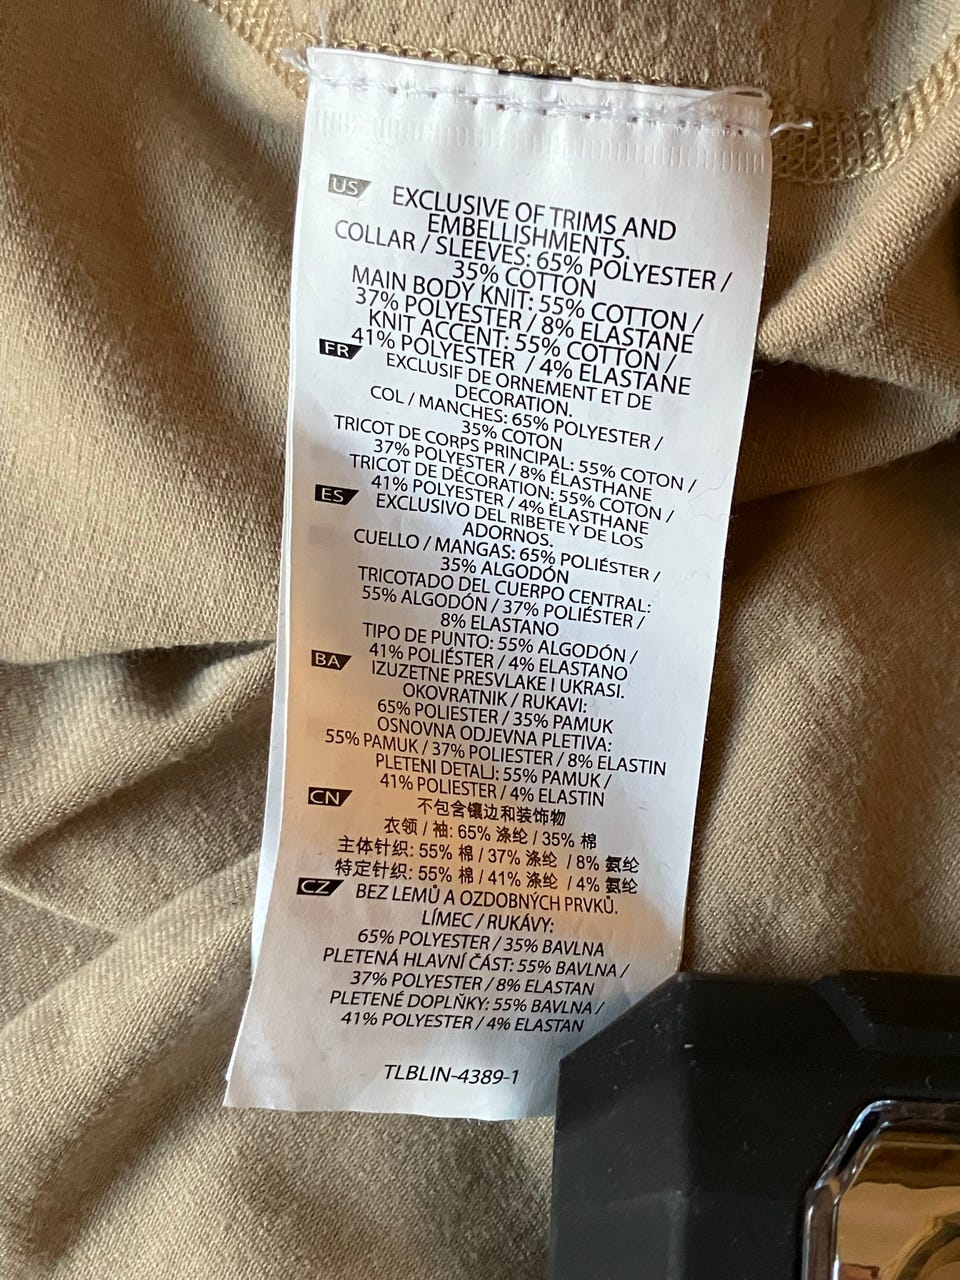 US
EXCLUSIVE OF TRIMS AND
EMBELLISHMENTS.
COLLAR / SLEEVES: 65% POLYESTER /
35% COTTON
MAIN BODY KNIT: 55% COTTON /
37% POLYESTER / 8% ELASTANE
KNIT ACCENT: 55% COTTON /
41% POLYESTER / 4% ELASTANE
FR
EXCLUSIF DE ORNEMENT ET DE
DECORATION.
COL / MANCHES: 65% POLYESTER /
35% COTON
TRICOT DE CORPS PRINCIPAL: 55% COTON /
37% POLYESTER / 8% ÉLASTHANE
TRICOT DE DÉCORATION: 55% COTON /
41% POLYESTER / 4% ÉLASTHANE
ES
EXCLUSIVO DEL RIBETE Y DE LOS
ADORNOS.
CUELLO / MANGAS: 65% POLIÉSTER /
35% ALGODÓN
TRICOTADO DEL CUERPO CENTRAL:
55% ALGODÓN / 37% POLIÉSTER /
8% ELASTANO
TIPO DE PUNTO: 55% ALGODÓN /
41% POLIÉSTER / 4% ELASTANO
BA
IZUZETNE PRESVLAKE I UKRASI.
OKOVRATNIK / RUKAVI:
65% POLIESTER / 35% PAMUK
OSNOVNA ODJEVNA PLETIVA:
55% PAMUK / 37% POLIESTER / 8% ELASTIN
PLETENI DETALJ: 55% PAMUK /
41% POLIESTER / 4% ELASTIN
CN
不包含镶边和装饰物
衣领 / 袖: 65% 涤纶 / 35% 棉
主体针织: 55% 棉 / 37% 涤纶 / 8% 氨纶
特定针织: 55% 棉 / 41% 涤纶 / 4% 氨纶
CZ
BEZ LEMŮ A OZDOBNÝCH PRVKŮ.
LÍMEC / RUKÁVY:
65% POLYESTER / 35% BAVLNA
PLETENÁ HLAVNÍ ČÁST: 55% BAVLNA /
37% POLYESTER / 8% ELASTAN
PLETENÉ DOPLŇKY: 55% BAVLNA /
41% POLYESTER / 4% ELASTAN
TLBLIN-4389-1